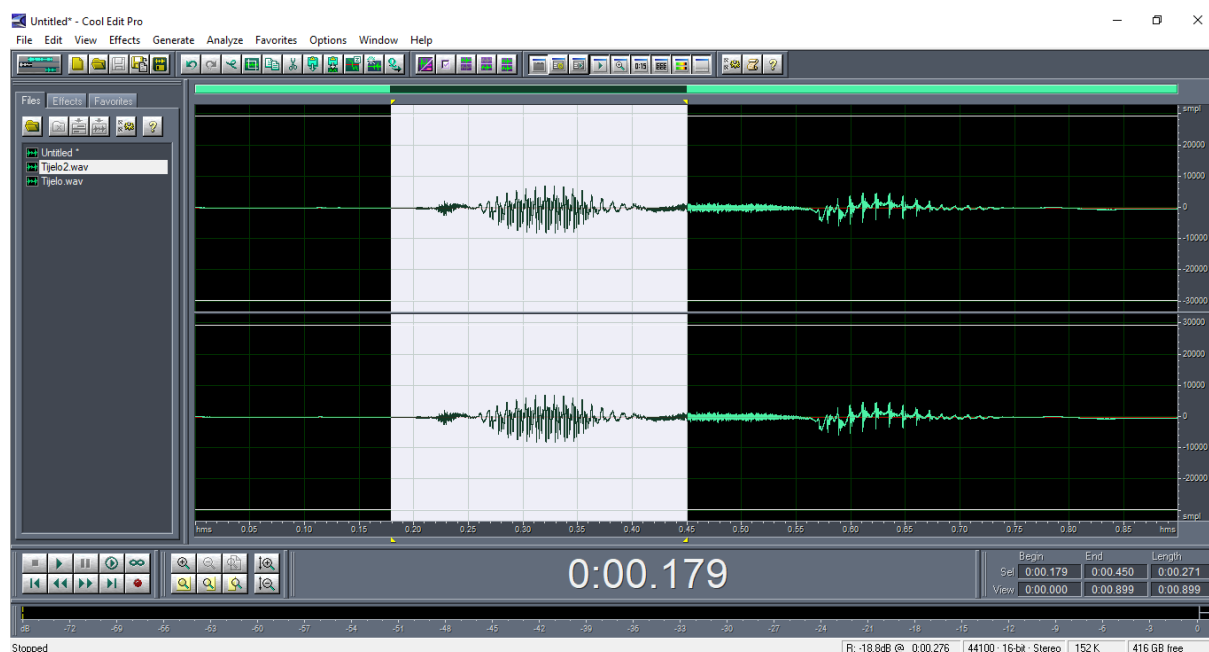 Untitled* - Cool Edit Pro
File Edit View Effects Generate Analyze Favorites Options Window Help
Files Effects Favorites
Untitled *
Tijelo2.wav
Tijelo.wav
smpl
20000
10000
0
-10000
-20000
-30000
30000
20000
10000
0
-10000
-20000
smpl
hms 0.05 0.10 0.15 0.20 0.25 0.30 0.35 0.40 0.45 0.50 0.55 0.60 0.65 0.70 0.75 0.80 0.85 hms
0:00.179
Begin End Length
Sel 0:00.179 0:00.450 0:00.271
View 0:00.000 0:00.899 0:00.899
dB -72 -69 -66 -63 -60 -57 -54 -51 -48 -45 -42 -39 -36 -33 -30 -27 -24 -21 -18 -15 -12 -9 -6 -3 0
Stopped
R: -18.8dB @ 0:00.276 44100 · 16-bit · Stereo 152 K 416 GB free